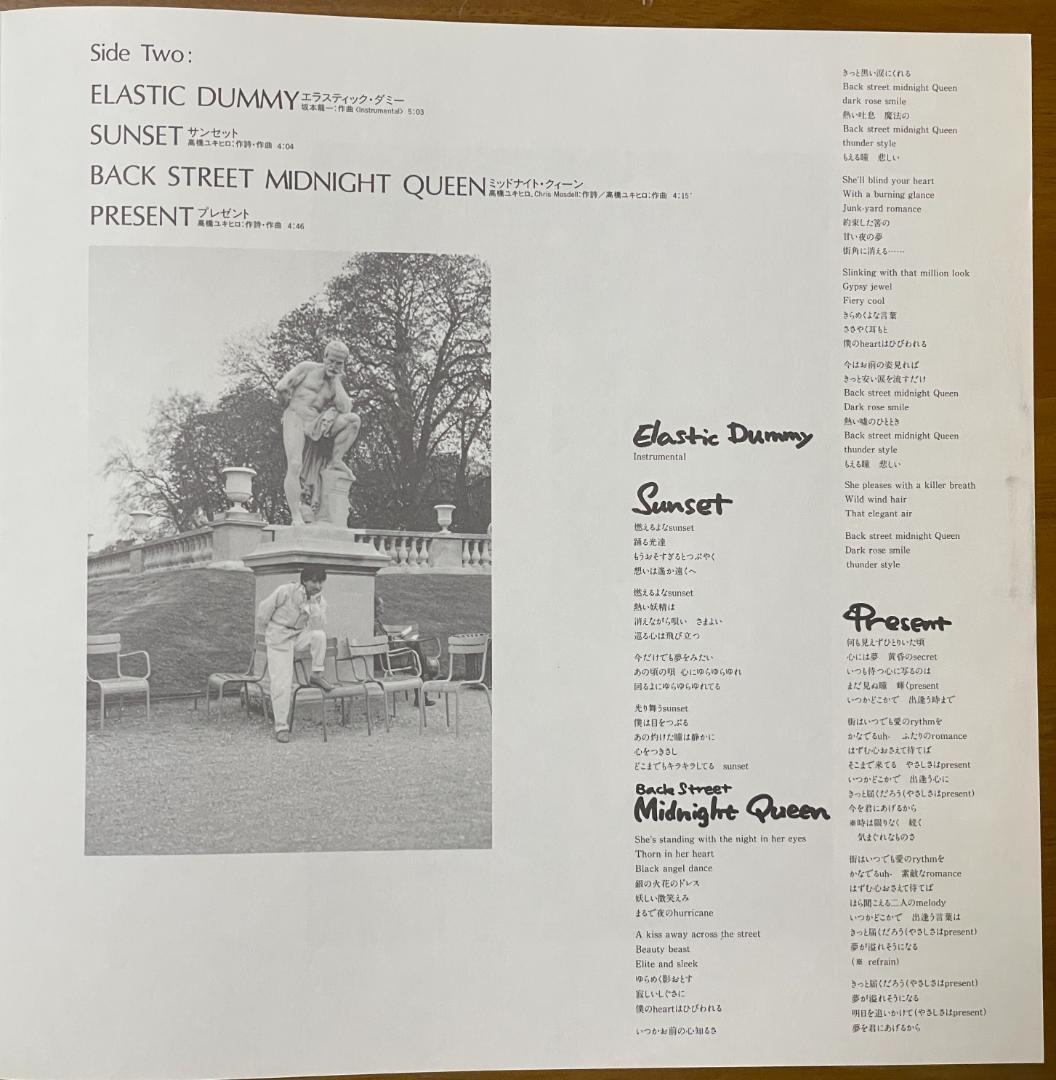 Side Two:
ELASTIC DUMMY エラスティック・ダミー
坂本龍一:作曲〈Instrumental〉 5:03
SUNSET サンセット
高橋ユキヒロ:作詩・作曲 4:04
BACK STREET MIDNIGHT QUEEN ミッドナイト・クィーン
高橋ユキヒロ、Chris Mosdell:作詩/高橋ユキヒロ:作曲 4:15
PRESENT プレゼント
高橋ユキヒロ:作詩・作曲 4:46
Elastic Dummy
Instrumental
Sunset
燃えるよなsunset
踊る光達
もうおそすぎるとつぶやく
想いは遙か遠くへ
燃えるよなsunset
熱い妖精は
消えながら唄い さまよい
巡る心は飛び立つ
今だけでも夢をみたい
あの頃の唄 心にゆらゆらゆれ
回るよにゆらゆらゆれてる
光り舞うsunset
僕は目をつぶる
あの灼けた瞳は静かに
心をつきさし
どこまでもキラキラしてる sunset
Back Street
Midnight Queen
She's standing with the night in her eyes
Thorn in her heart
Black angel dance
銀の火花のドレス
妖しい微笑えみ
まるで夜のhurricane
A kiss away across the street
Beauty beast
Elite and sleek
ゆらめく影おとす
寂しいしぐさに
僕のheartはひびわれる
いつかお前の心知るさ
きっと黒い涙にくれる
Back street midnight Queen
dark rose smile
熱い吐息 魔法の
Back street midnight Queen
thunder style
もえる瞳 悲しい
She'll blind your heart
With a burning glance
Junk-yard romance
約束した筈の
甘い夜の夢
街角に消える……
Slinking with that million look
Gypsy jewel
Fiery cool
きらめくよな言葉
ささやく耳もと
僕のheartはひびわれる
今はお前の姿見れば
きっと安い涙を流すだけ
Back street midnight Queen
Dark rose smile
熱い嘘のひととき
Back street midnight Queen
thunder style
もえる瞳 悲しい
She pleases with a killer breath
Wild wind hair
That elegant air
Back street midnight Queen
Dark rose smile
thunder style
Present
何も見えずひとりいた頃
心には夢 黄昏のsecret
いつも待つ心に写るのは
まだ見ぬ瞳 輝くpresent
いつかどこかで 出逢う時まで
街はいつでも愛のrythmを
かなでるuh- ふたりのromance
はずむ心おさえて待てば
そこまで来てる やさしさはpresent
いつかどこかで 出逢う心に
きっと届くだろう(やさしさはpresent)
今を君にあげるから
※時は限りなく 続く
気まぐれなものさ
街はいつでも愛のrythmを
かなでるuh- 素敵なromance
はずむ心おさえて待てば
ほら聞こえる二人のmelody
いつかどこかで 出逢う言葉は
きっと届くだろう(やさしさはpresent)
夢が溢れそうになる
(※ refrain)
きっと届くだろう(やさしさはpresent)
夢が溢れそうになる
明日を追いかけて(やさしさはpresent)
夢を君にあげるから